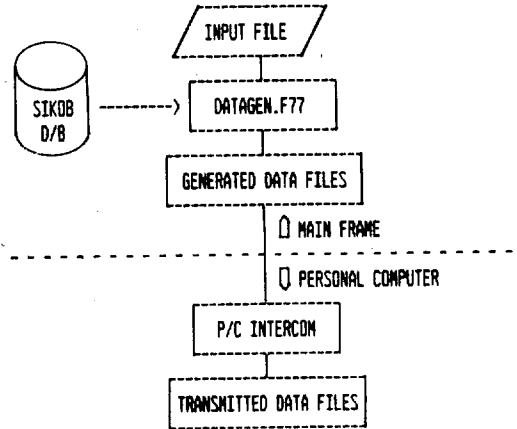 INPUT FILE
SIKOB
D/B
DATAGEN.F77
GENERATED DATA FILES
MAIN FRAME
PERSONAL COMPUTER
P/C INTERCOM
TRANSMITTED DATA FILES